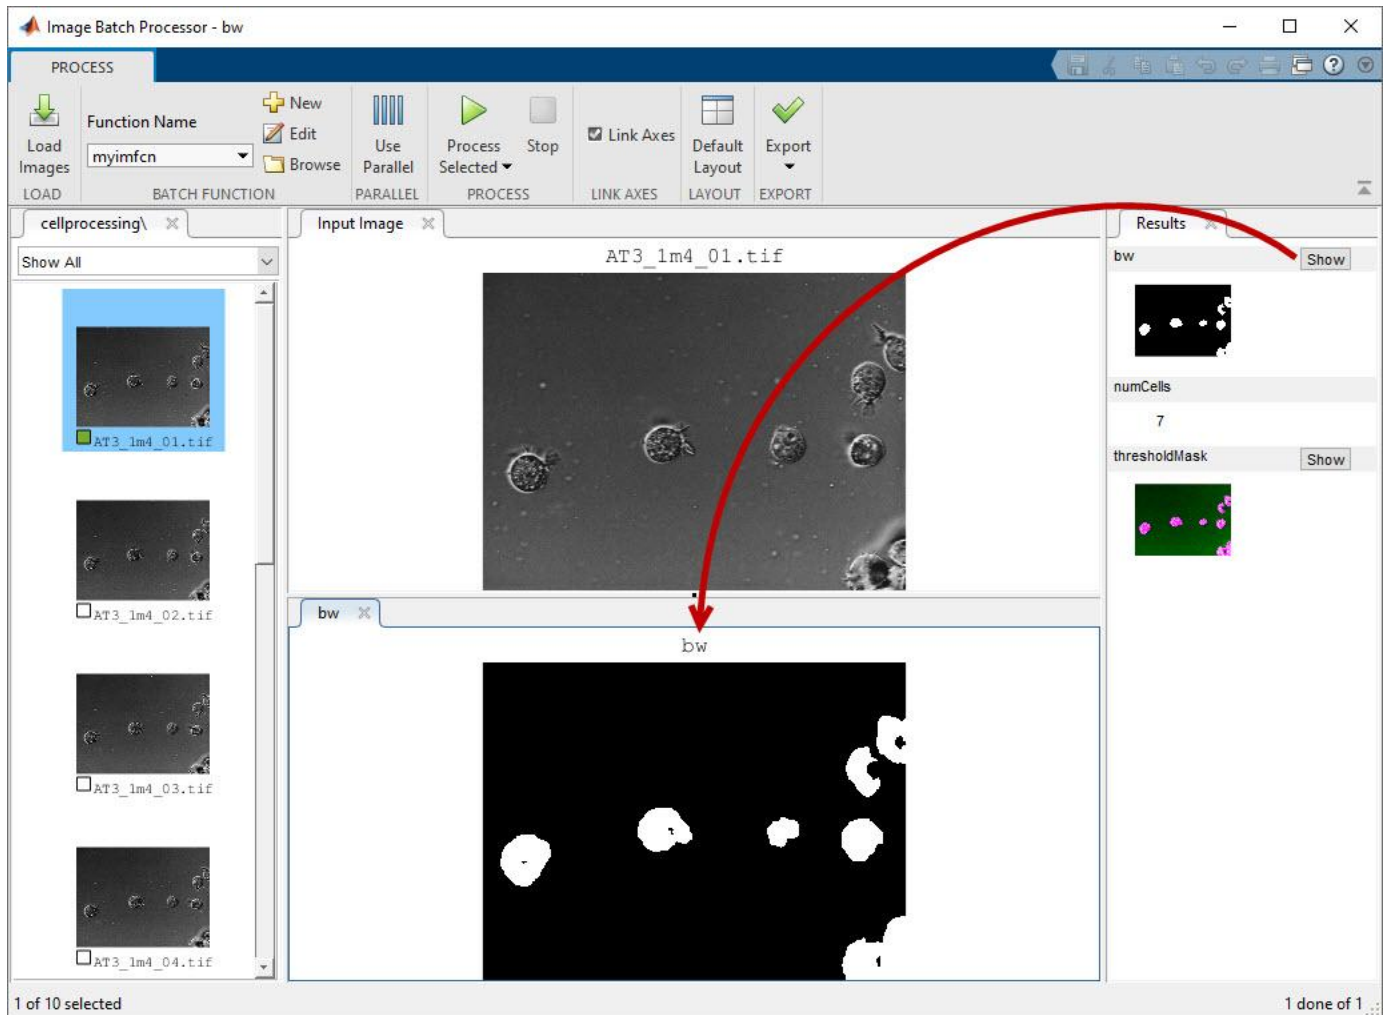 Image Batch Processor - bw
PROCESS
Load Images
Function Name
myimfcn
New
Edit
Browse
Use Parallel
Process Selected
Stop
Link Axes
Default Layout
Export
LOAD
BATCH FUNCTION
PARALLEL
PROCESS
LINK AXES
LAYOUT
EXPORT
cellprocessing\
Show All
AT3_1m4_01.tif
AT3_1m4_02.tif
AT3_1m4_03.tif
AT3_1m4_04.tif
Input Image
AT3_1m4_01.tif
bw
bw
Results
bw
Show
numCells
7
thresholdMask
Show
1 of 10 selected
1 done of 1